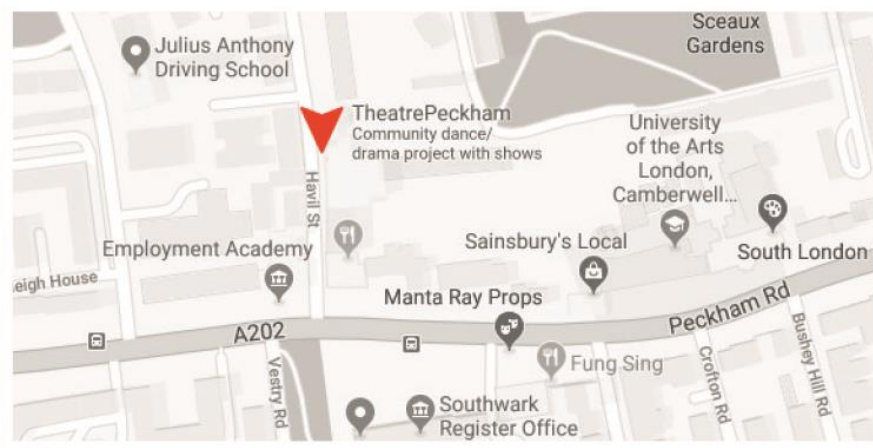 Sceaux
Gardens
Julius Anthony
Driving School
TheatrePeckham
Community dance/
drama project with shows
University
of the Arts
London,
Camberwell...
Havil St
Employment Academy
Sainsbury's Local
South London
eigh House
Manta Ray Props
Peckham Rd
A202
Vestry Rd
Fung Sing
Crofton Rd
Bushey Hill Rd
Southwark
Register Office